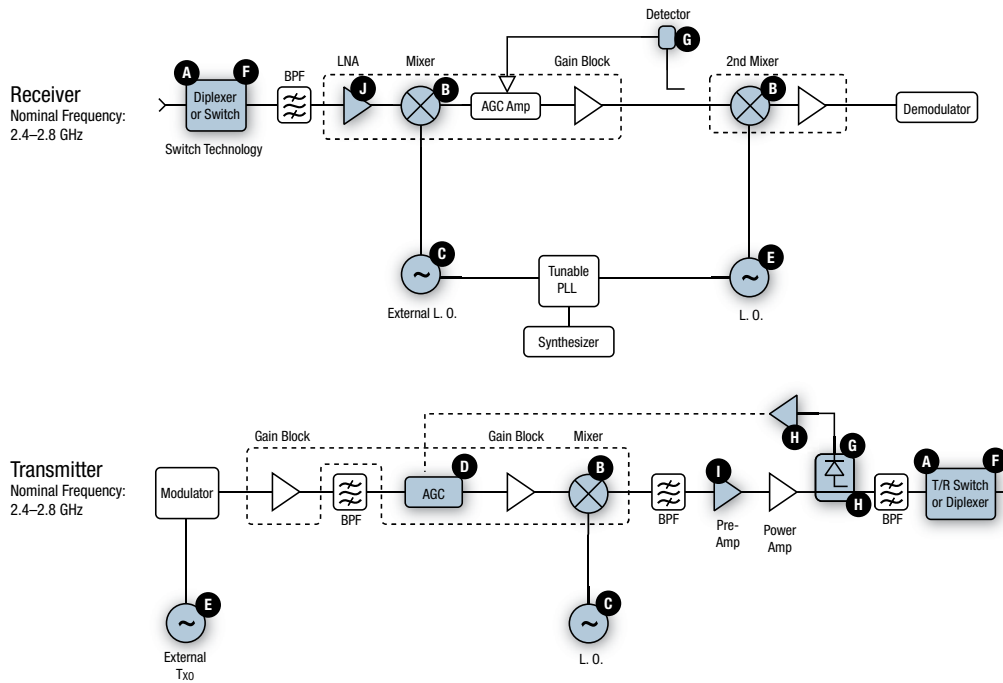 Receiver
Nominal Frequency:
2.4–2.8 GHz
A
F
Diplexer
or Switch
Switch Technology
BPF
LNA
J
Mixer
B
AGC Amp
Gain Block
Detector
G
2nd Mixer
B
Demodulator
C
~
External L. O.
Tunable
PLL
Synthesizer
E
~
L. O.
Transmitter
Nominal Frequency:
2.4–2.8 GHz
Modulator
E
~
External
TXO
Gain Block
BPF
D
AGC
Gain Block
Mixer
B
C
~
L. O.
BPF
I
Pre-
Amp
Power
Amp
H
G
H
BPF
A
F
T/R Switch
or Diplexer